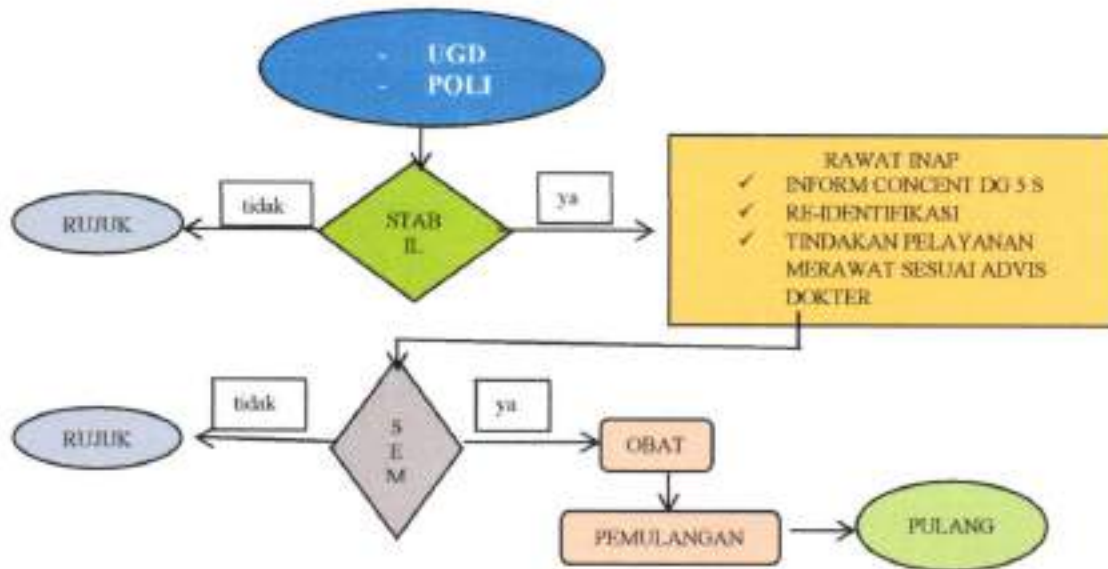 - UGD
- POLI
RAWAT INAP
✓ INFORM CONCENT DG 5 S
✓ RE-IDENTIFIKASI
✓ TINDAKAN PELAYANAN
MERAWAT SESUAI ADVIS
DOKTER
tidak
ya
RUJUK
STAB
IL
tidak
ya
RUJUK
S
E
M
OBAT
PEMULANGAN
PULANG